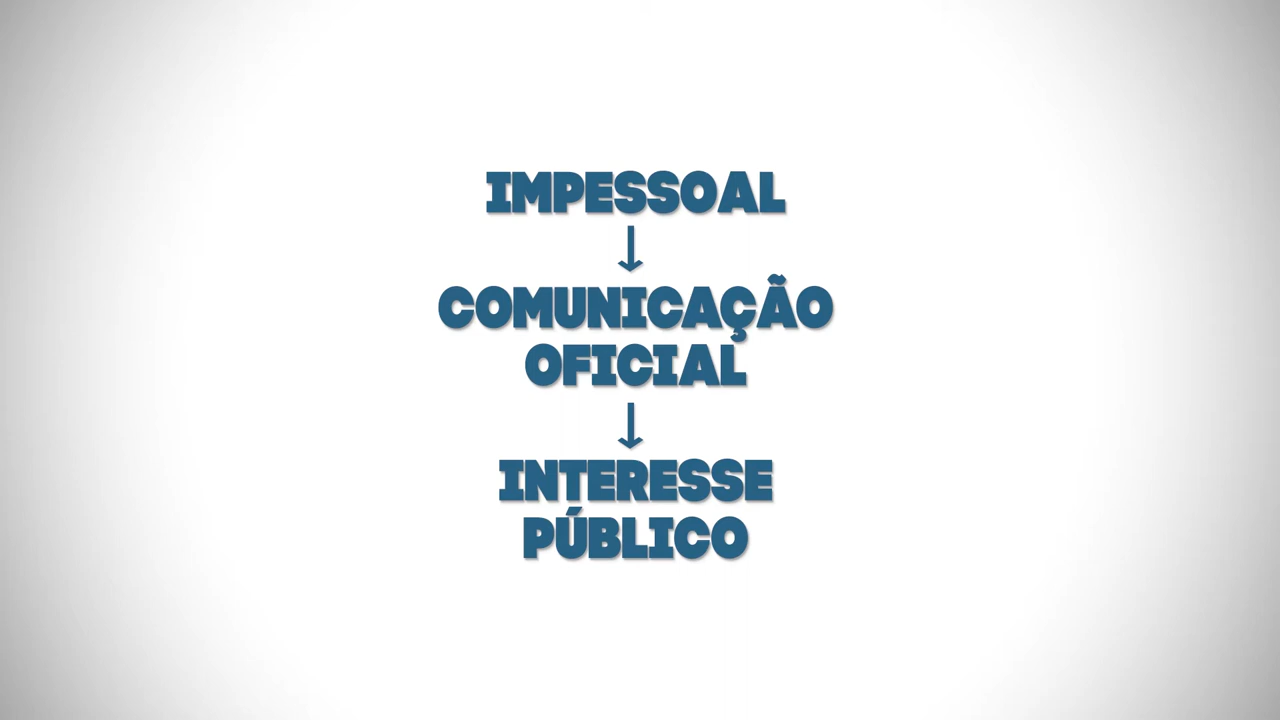 IMPESSOAL
↓
COMUNICAÇÃO
OFICIAL
↓
INTERESSE
PÚBLICO